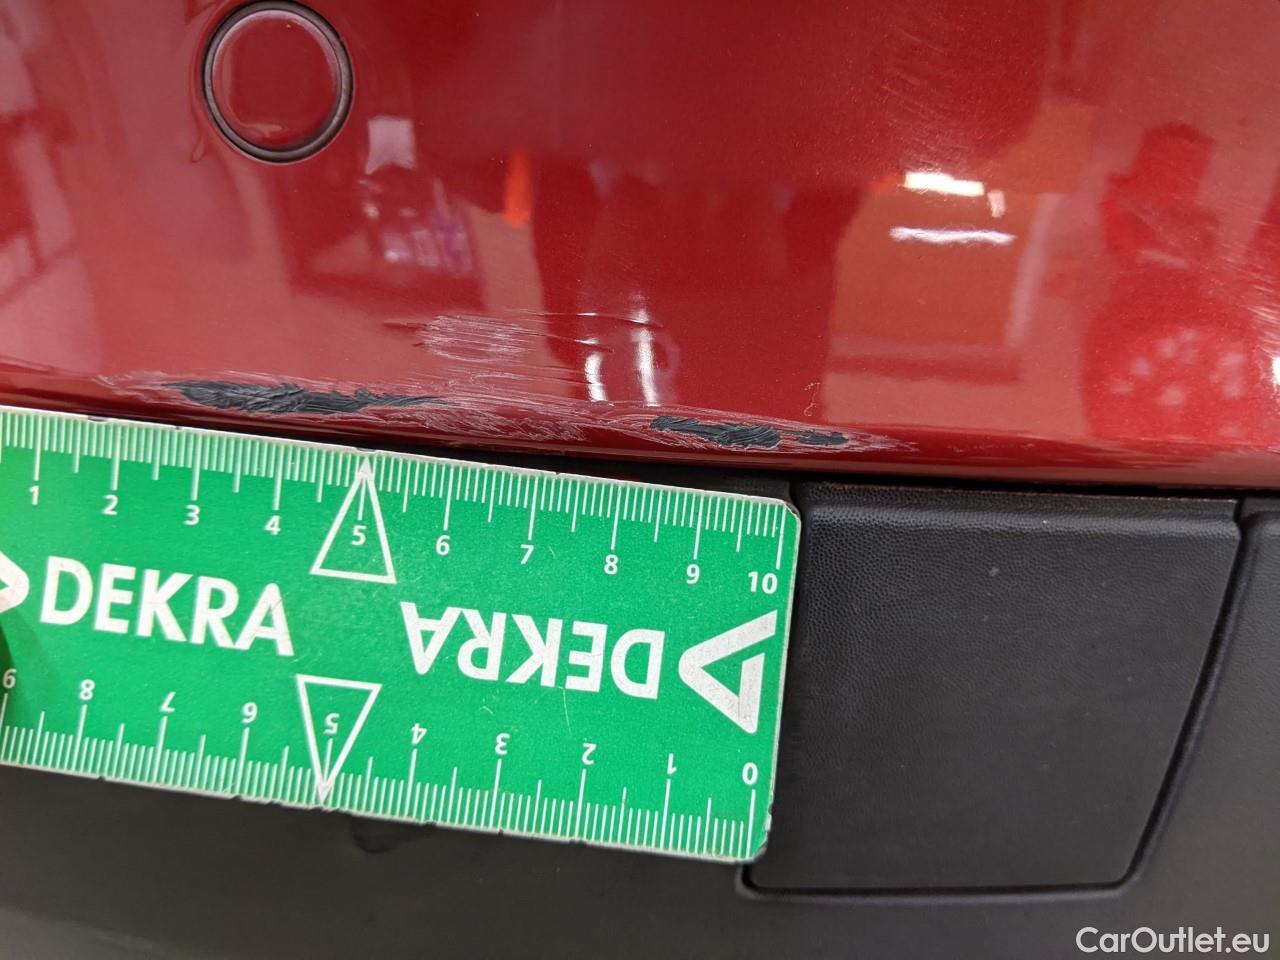 1 2 3 4 5 6 7 8 9 10
DEKRA
DEKRA
9 8 7 6 5 4 3 2 1 0
CarOutlet.eu